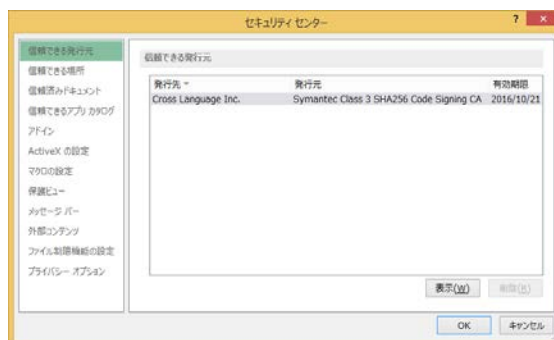 セキュリティ センター
? ×
信頼できる発行元
信頼できる場所
信頼済みドキュメント
信頼できるアプリ カタログ
アドイン
ActiveX の設定
マクロの設定
保護ビュー
メッセージ バー
外部コンテンツ
ファイル制限機能の設定
プライバシー オプション
信頼できる発行元
発行先 発行元 有効期限
Cross Language Inc. Symantec Class 3 SHA256 Code Signing CA 2016/10/21
表示(W) 削除(R)
OK キャンセル